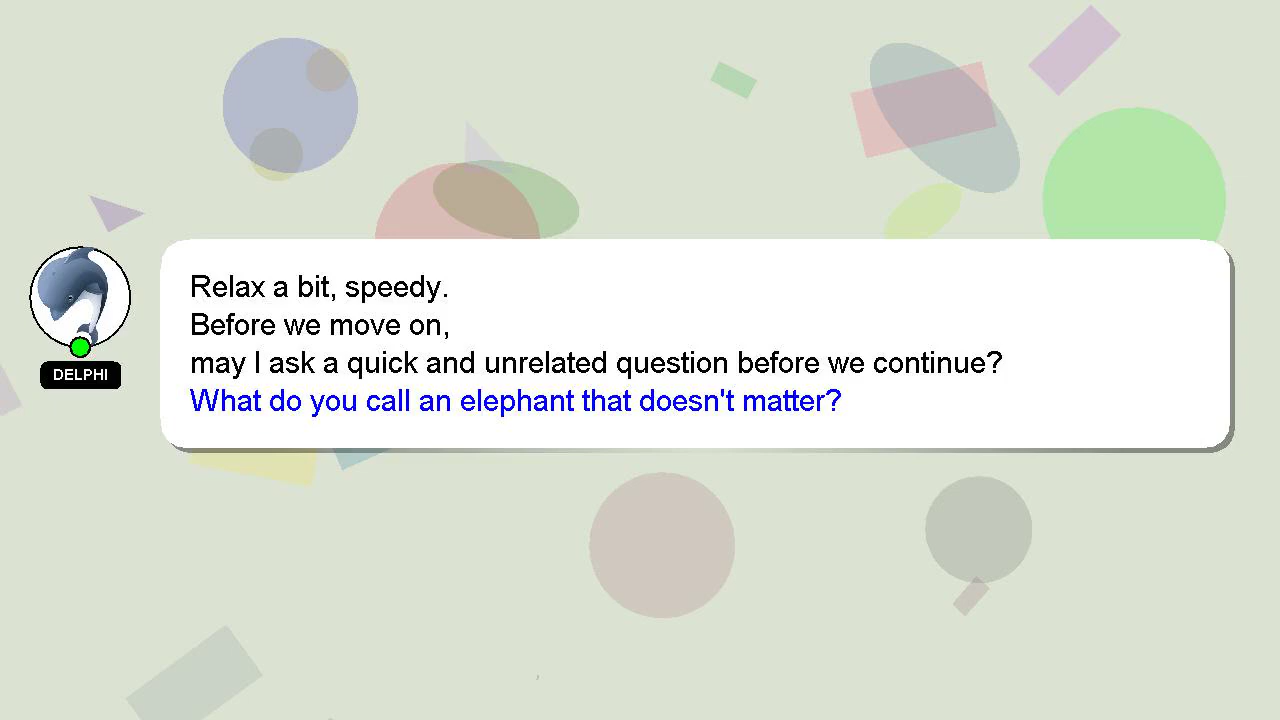 Relax a bit, speedy.
Before we move on,
may I ask a quick and unrelated question before we continue?
What do you call an elephant that doesn't matter?
DELPHI